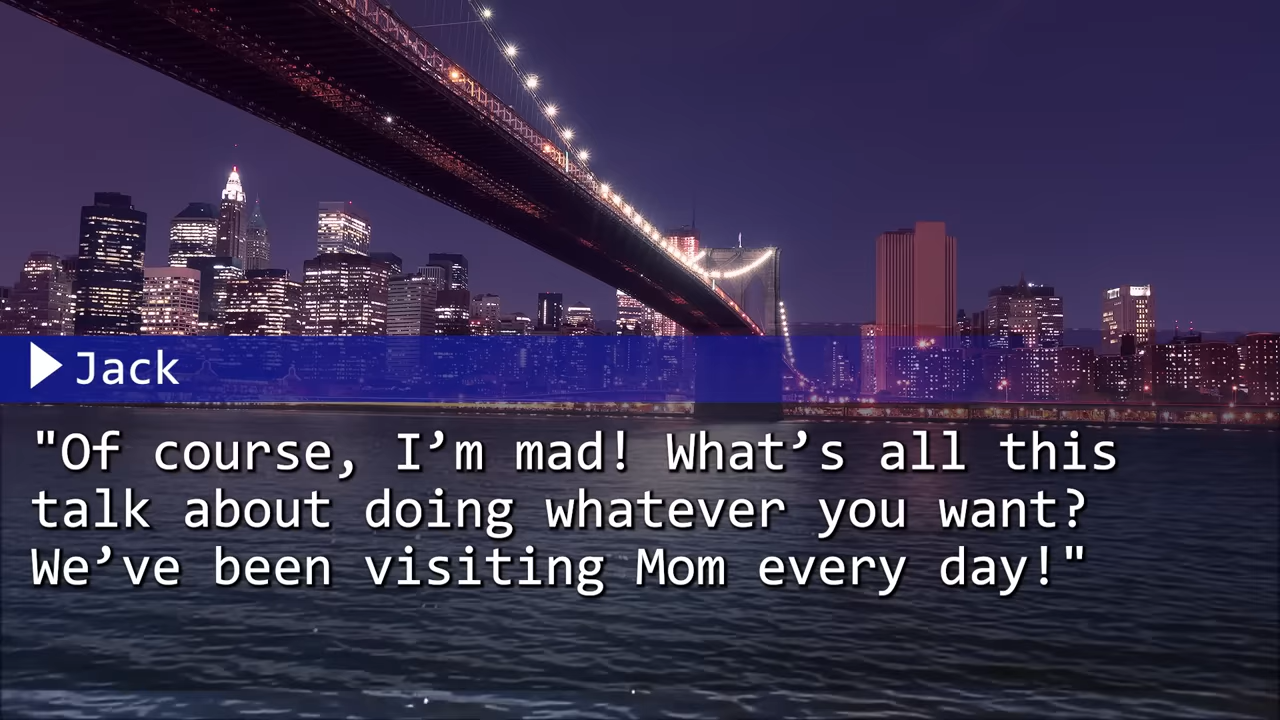 Jack
"Of course, I’m mad! What’s all this
talk about doing whatever you want?
We’ve been visiting Mom every day!"